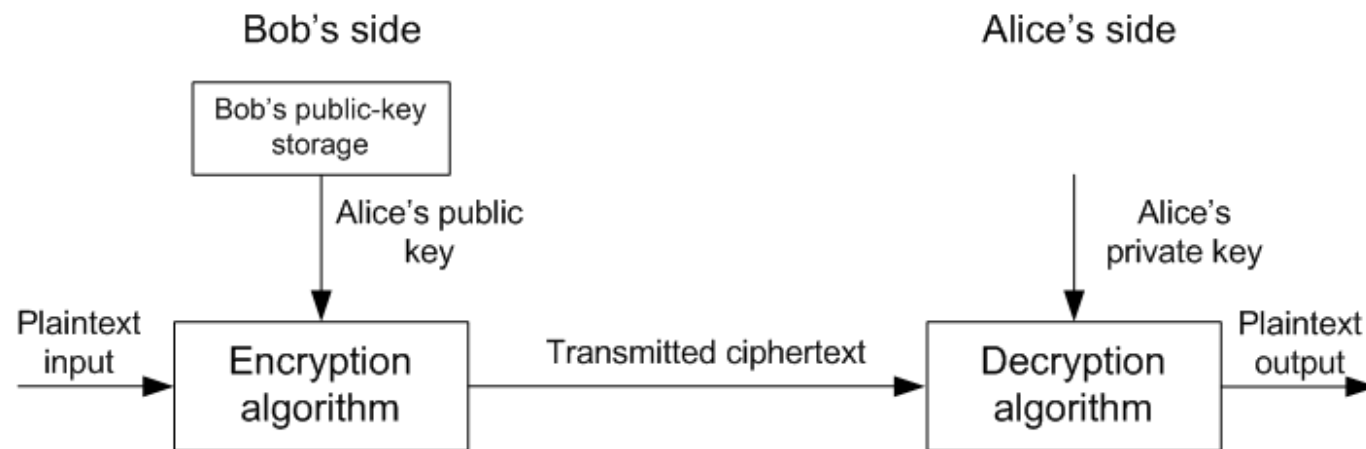 Bob's side
Alice's side
Bob's public-key
storage
Alice's public
key
Alice's
private key
Plaintext
input
Encryption
algorithm
Transmitted ciphertext
Decryption
algorithm
Plaintext
output